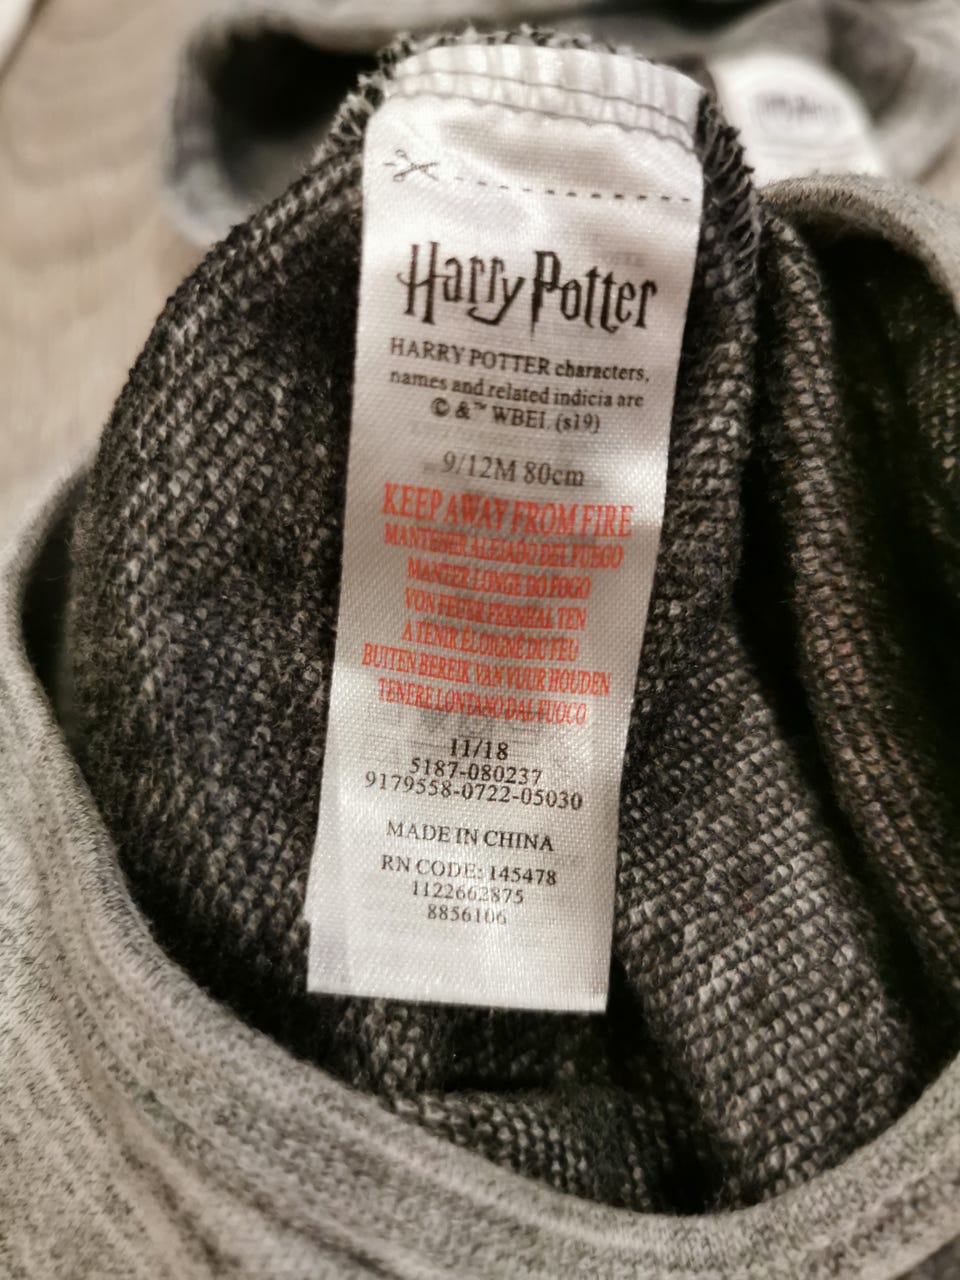 Harry Potter
HARRY POTTER characters,
names and related indicia are
© & ™ WBEI. (s19)
9/12M 80cm
KEEP AWAY FROM FIRE
MANTENER ALEJADO DEL FUEGO
MANTER LONGE DO FOGO
VON FEUER FERNHALTEN
A TENIR ÉLOIGNÉ DU FEU
BUITEN BEREIK VAN VUUR HOUDEN
TENERE LONTANO DAL FUOCO
11/18
5187-080237
9179558-0722-05030
MADE IN CHINA
RN CODE: 145478
1122662875
8856106